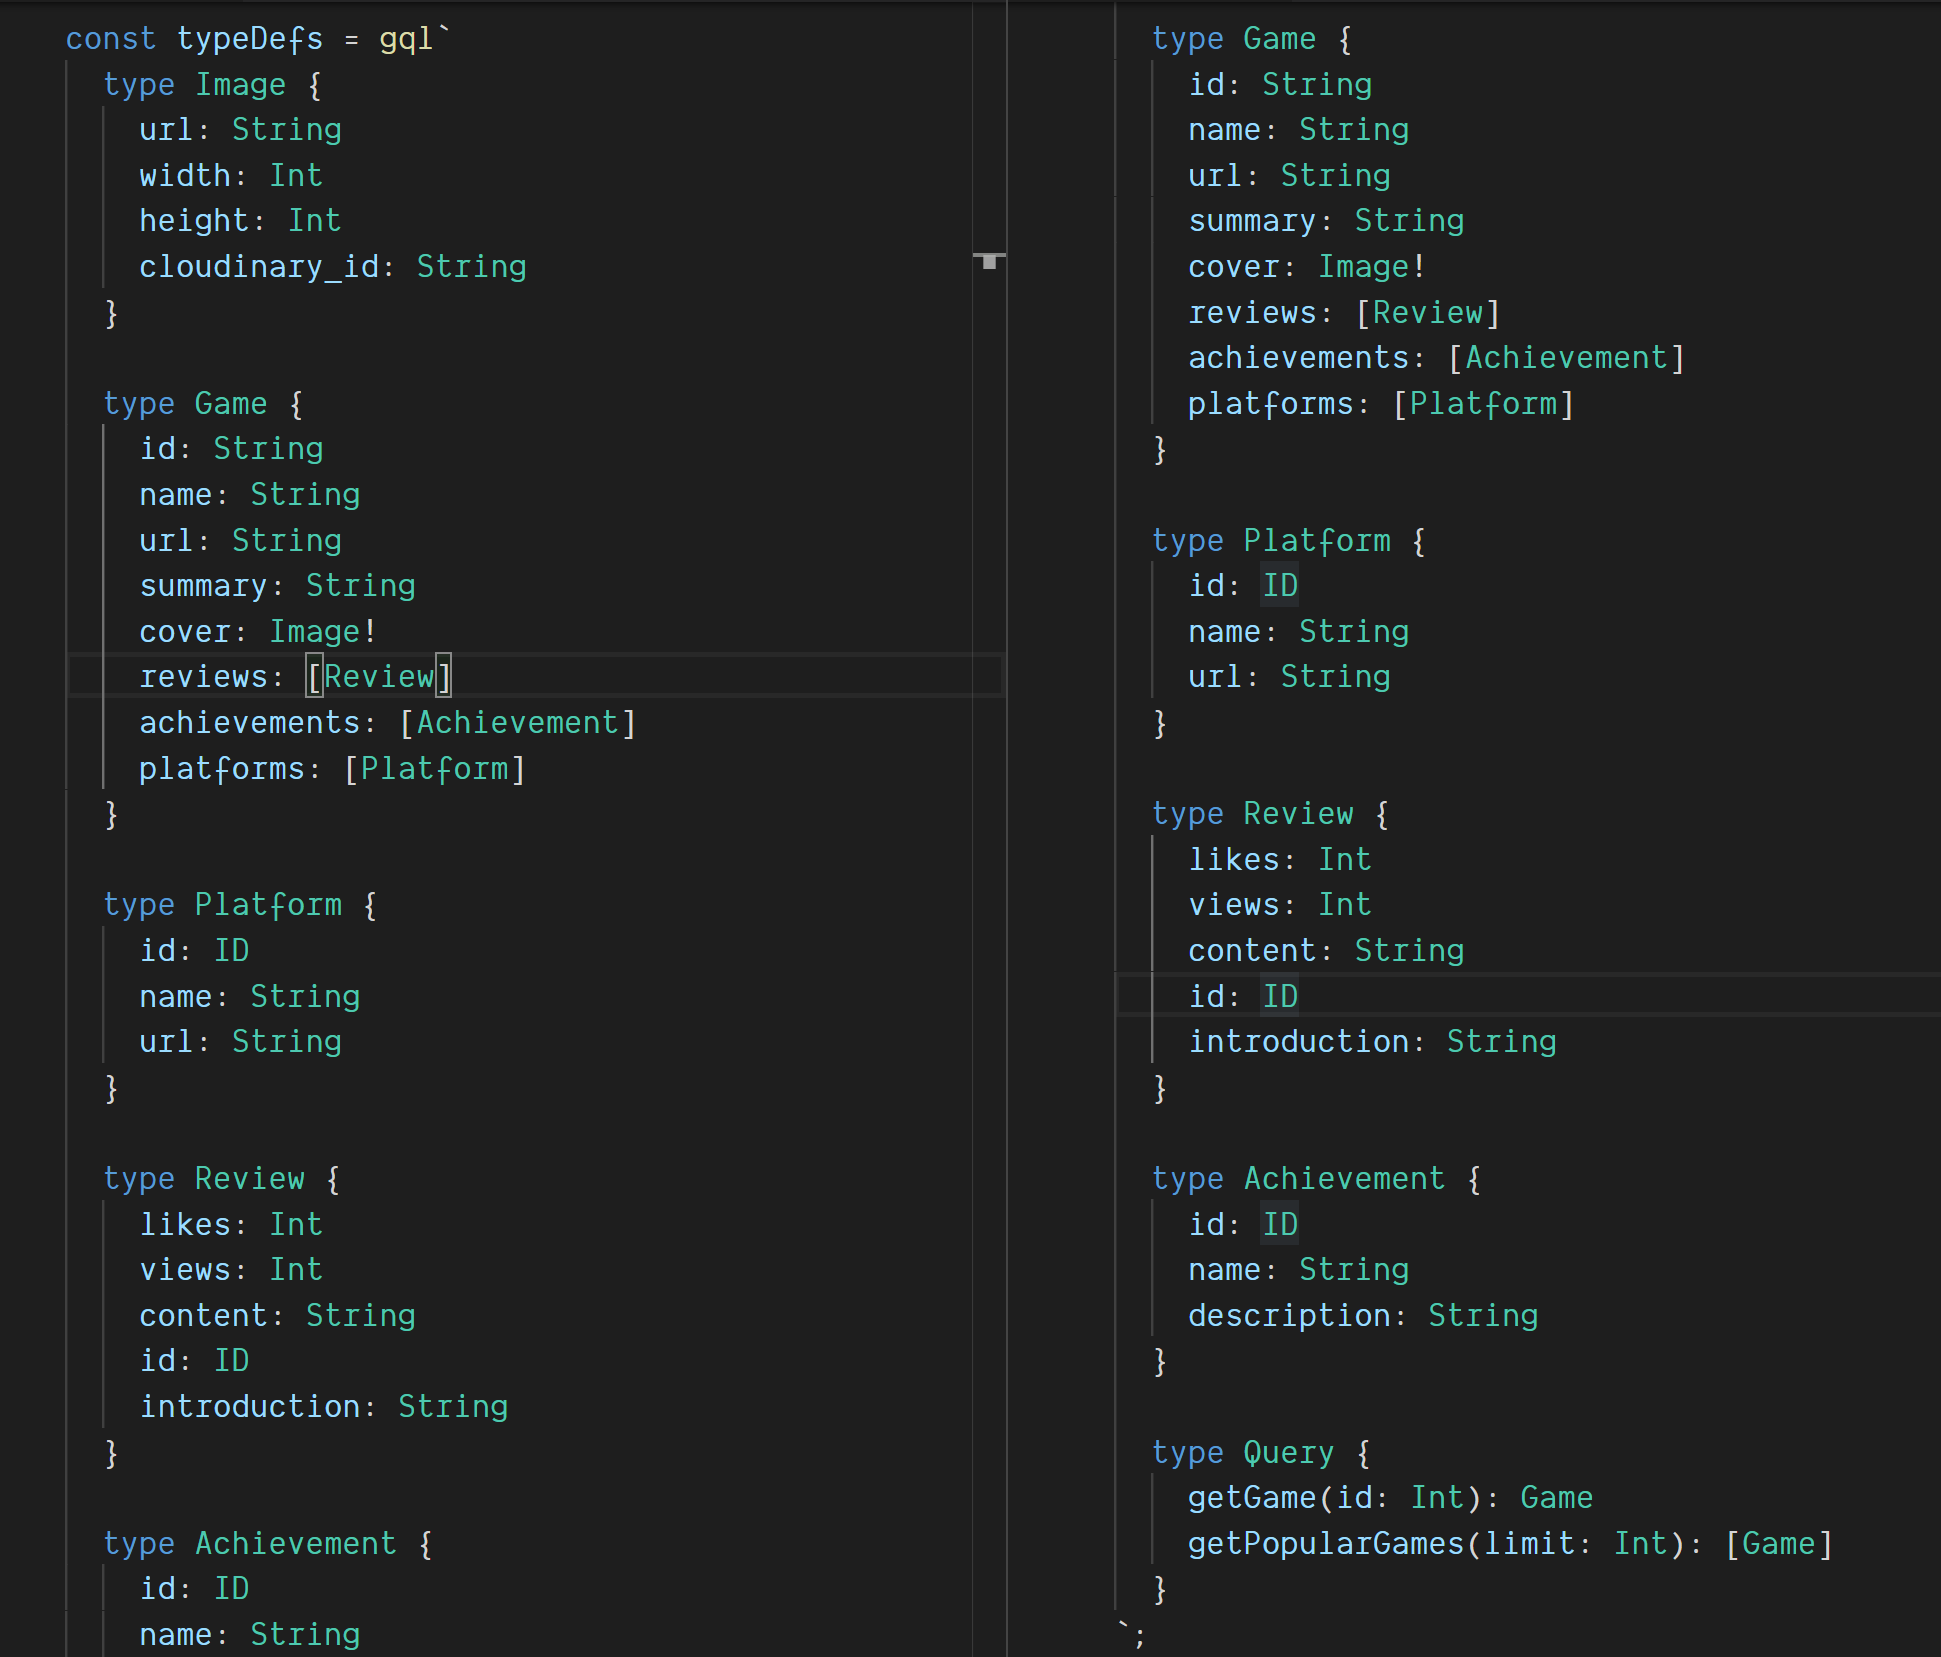 const typeDefs = gql`
  type Image {
    url: String
    width: Int
    height: Int
    cloudinary_id: String
  }

  type Game {
    id: String
    name: String
    url: String
    summary: String
    cover: Image!
    reviews: [Review]
    achievements: [Achievement]
    platforms: [Platform]
  }

  type Platform {
    id: ID
    name: String
    url: String
  }

  type Review {
    likes: Int
    views: Int
    content: String
    id: ID
    introduction: String
  }

  type Achievement {
    id: ID
    name: String
  type Game {
    id: String
    name: String
    url: String
    summary: String
    cover: Image!
    reviews: [Review]
    achievements: [Achievement]
    platforms: [Platform]
  }

  type Platform {
    id: ID
    name: String
    url: String
  }

  type Review {
    likes: Int
    views: Int
    content: String
    id: ID
    introduction: String
  }

  type Achievement {
    id: ID
    name: String
    description: String
  }

  type Query {
    getGame(id: Int): Game
    getPopularGames(limit: Int): [Game]
  }
`;